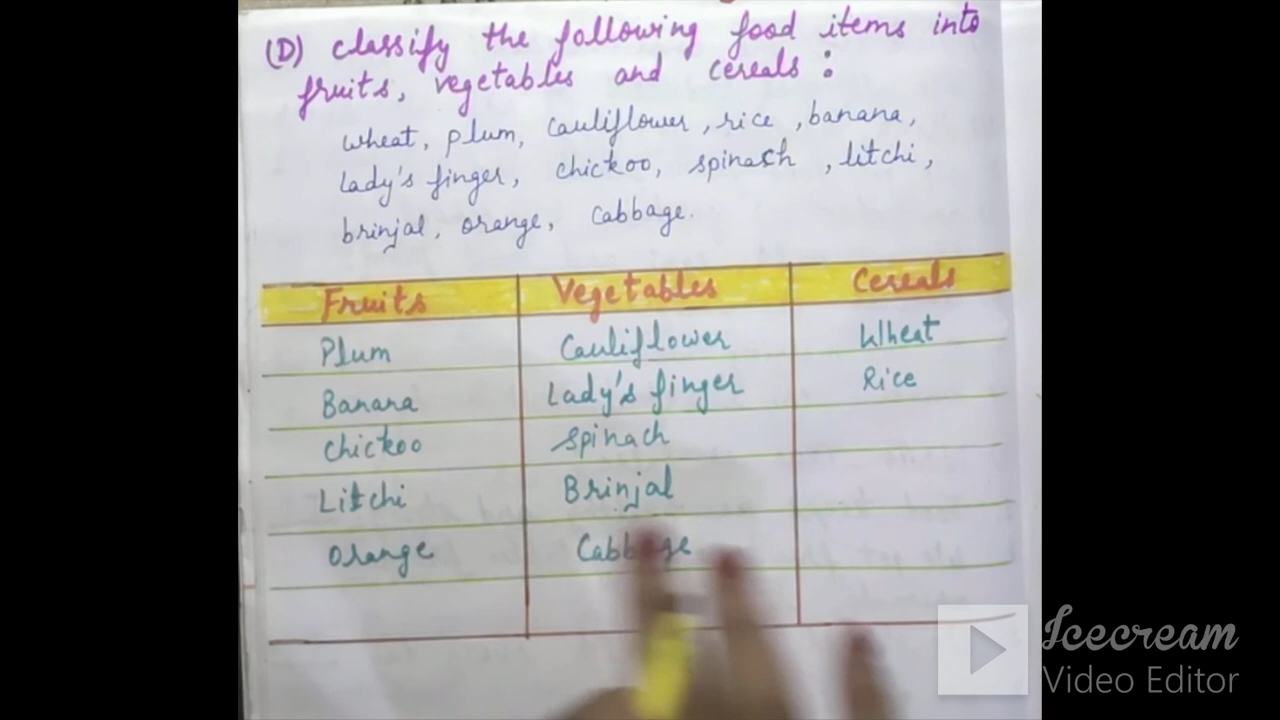 (D) Classify the following food items into
fruits, vegetables and cereals :
wheat, plum, cauliflower, rice, banana,
lady's finger, chickoo, spinach, litchi,
brinjal, orange, cabbage.
Fruits Vegetables Cereals
Plum Cauliflower Wheat
Banana Lady's finger Rice
Chickoo Spinach
Litchi Brinjal
Orange Cabbage
Icecream
Video Editor